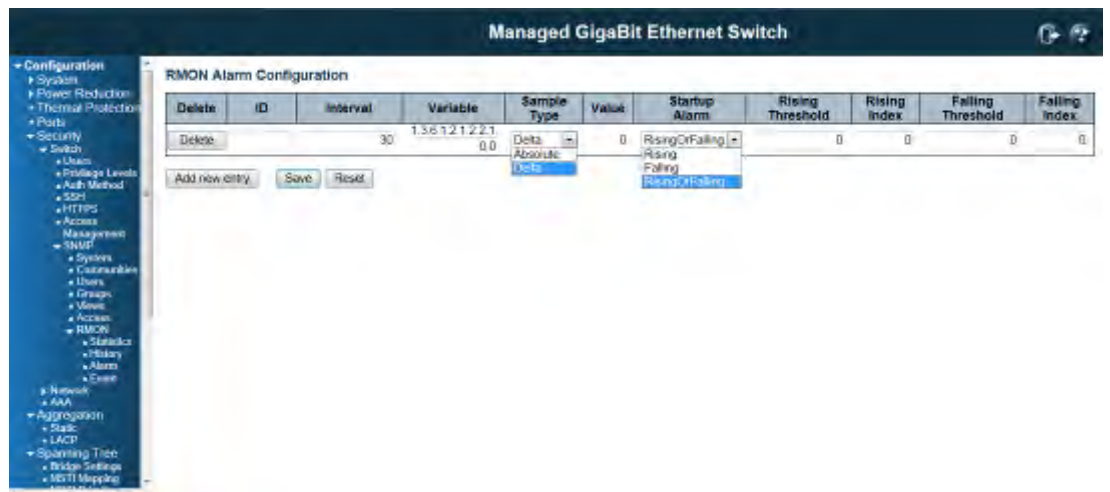 Managed GigaBit Ethernet Switch
Configuration
System
Power Reduction
Thermal Protection
Ports
Security
Switch
Users
Privilege Levels
Auth Method
SSH
HTTPS
Access
Management
SNMP
System
Communities
Users
Groups
Views
Access
RMON
Statistics
History
Alarm
Event
Network
AAA
Aggregation
Static
LACP
Spanning Tree
Bridge Settings
MSTI Mapping
RMON Alarm Configuration
Delete ID Interval Variable Sample Type Value Startup Alarm Rising Threshold Rising Index Falling Threshold Falling Index
Delete 30 1.3.6.1.2.1.2.2.1. 0.0 Delta 0 RisingOrFalling 0 0 0 0
Absolute Rising
Delta Falling
RisingOrFalling
Add new entry Save Reset